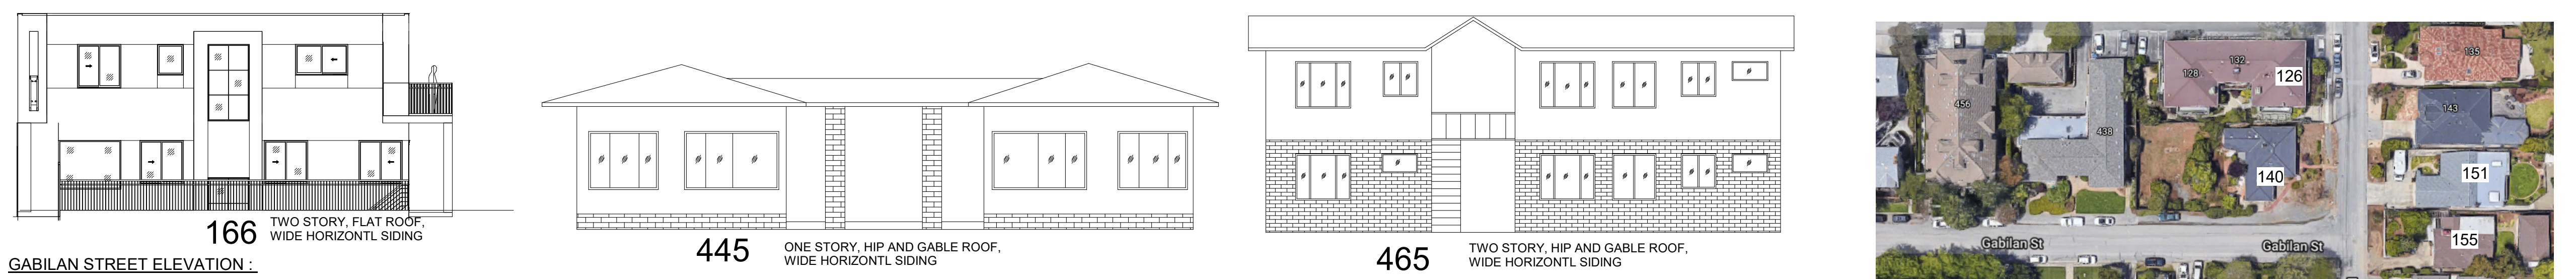 166 TWO STORY, FLAT ROOF,
WIDE HORIZONTL SIDING
GABILAN STREET ELEVATION :
445 ONE STORY, HIP AND GABLE ROOF,
WIDE HORIZONTL SIDING
465 TWO STORY, HIP AND GABLE ROOF,
WIDE HORIZONTL SIDING
135
132
128
126
456
143
438
140
151
Gabilan St
Gabilan St
155